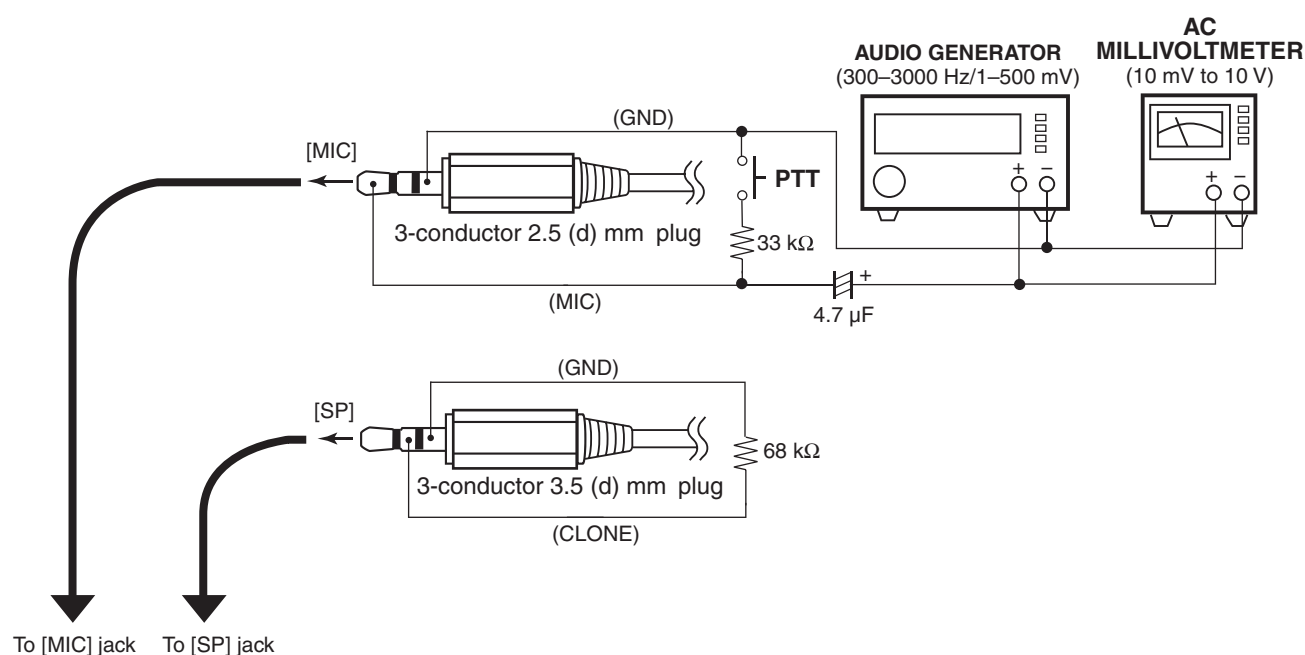 AC
MILLIVOLTMETER
(10 mV to 10 V)
AUDIO GENERATOR
(300–3000 Hz/1–500 mV)
(GND)
[MIC]
PTT
+ −
+ −
3-conductor 2.5 (d) mm plug
33 kΩ
(MIC)
+
4.7 µF
(GND)
[SP]
68 kΩ
3-conductor 3.5 (d) mm plug
(CLONE)
To [MIC] jack
To [SP] jack